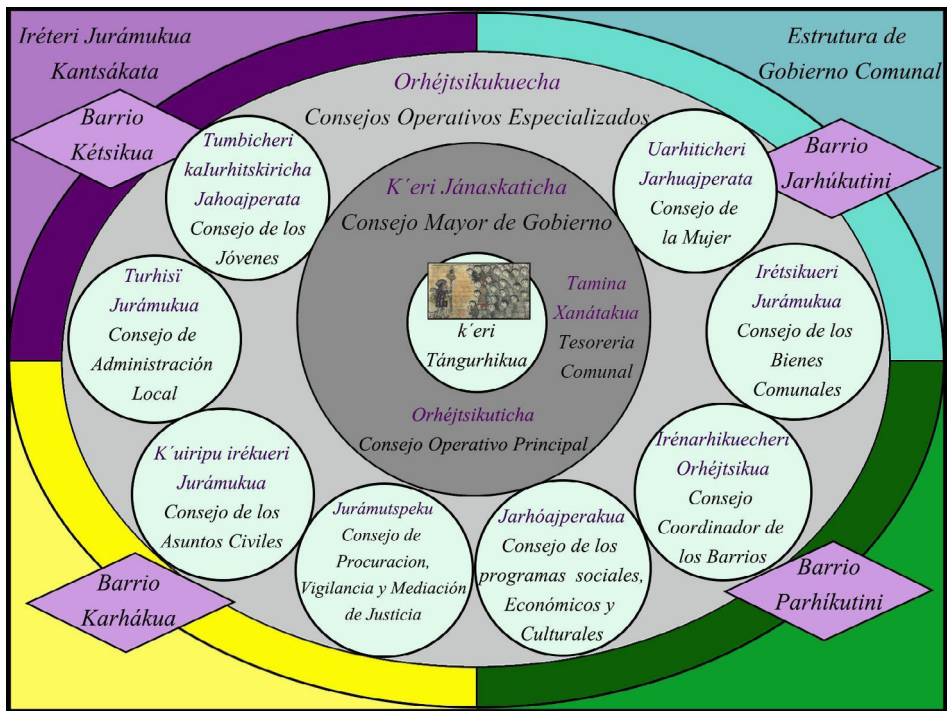 Iréteri Jurámukua
Kantsákata
Estrutura de
Gobierno Comunal
Barrio
Kétsikua
Barrio
Jarhúkutini
Orhéjtsikukuecha
Consejos Operativos Especializados
Tumbicheri
kaIurhitskiricha
Jahoajperata
Consejo de los
Jóvenes
Uarhiticheri
Jarhuajperata
Consejo de
la Mujer
K´eri Jánaskaticha
Consejo Mayor de Gobierno
k´eri
Tángurhikua
Tamina
Xanátakua
Tesoreria
Comunal
Orhéjtsikuticha
Consejo Operativo Principal
Turhisï
Jurámukua
Consejo de
Administración
Local
Irétsikueri
Jurámukua
Consejo de los
Bienes
Comunales
K´uiripu irékueri
Jurámukua
Consejo de los
Asuntos Civiles
Jurámutspeku
Consejo de
Procuracion,
Vigilancia y Mediación
de Justicia
Jarhóajperakua
Consejo de los
programas sociales,
Económicos y
Culturales
Irénarhikuecheri
Orhéjtsikua
Consejo
Coordinador de
los Barrios
Barrio
Karhákua
Barrio
Parhíkutini